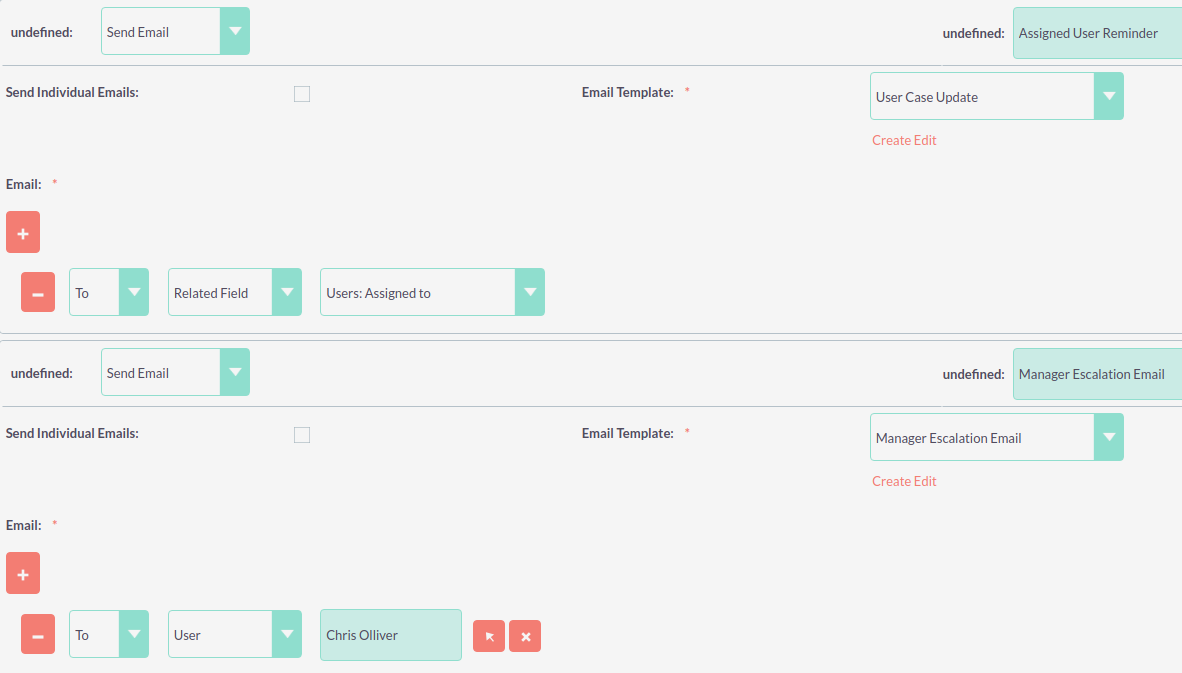 undefined: Send Email undefined: Assigned User Reminder
Send Individual Emails: Email Template: * User Case Update
Create Edit
Email: *
+
− To Related Field Users: Assigned to
undefined: Send Email undefined: Manager Escalation Email
Send Individual Emails: Email Template: * Manager Escalation Email
Create Edit
Email: *
+
− To User Chris Olliver